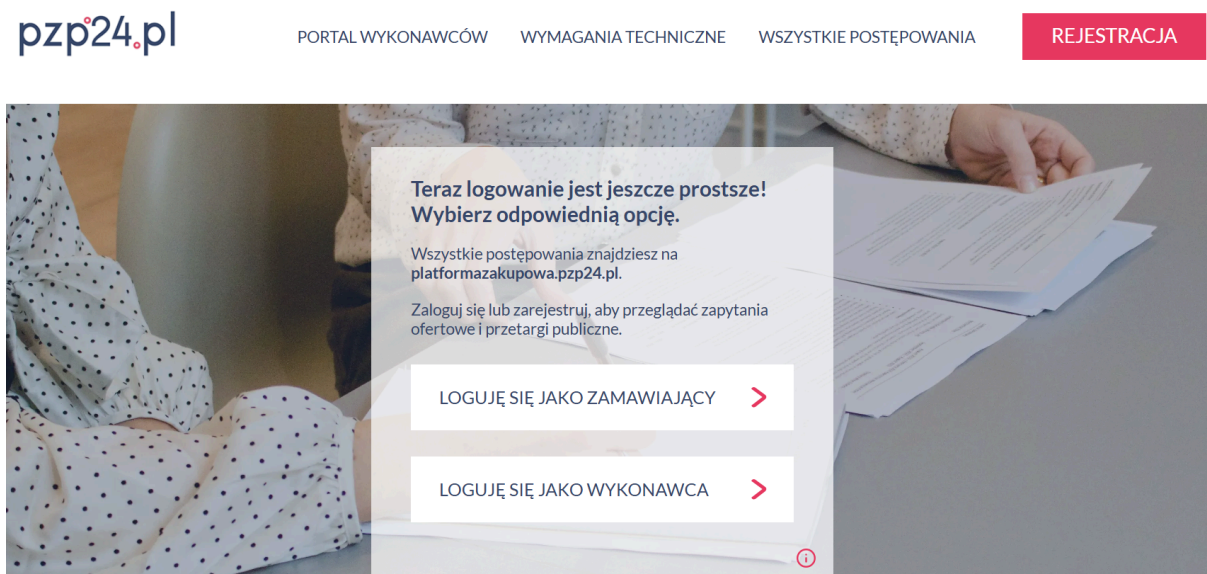 pzp24.pl
PORTAL WYKONAWCÓW
WYMAGANIA TECHNICZNE
WSZYSTKIE POSTĘPOWANIA
REJESTRACJA
Teraz logowanie jest jeszcze prostsze!
Wybierz odpowiednią opcję.
Wszystkie postępowania znajdziesz na
platformazakupowa.pzp24.pl.
Zaloguj się lub zarejestruj, aby przeglądać zapytania
ofertowe i przetargi publiczne.
LOGUJĘ SIĘ JAKO ZAMAWIAJĄCY
LOGUJĘ SIĘ JAKO WYKONAWCA